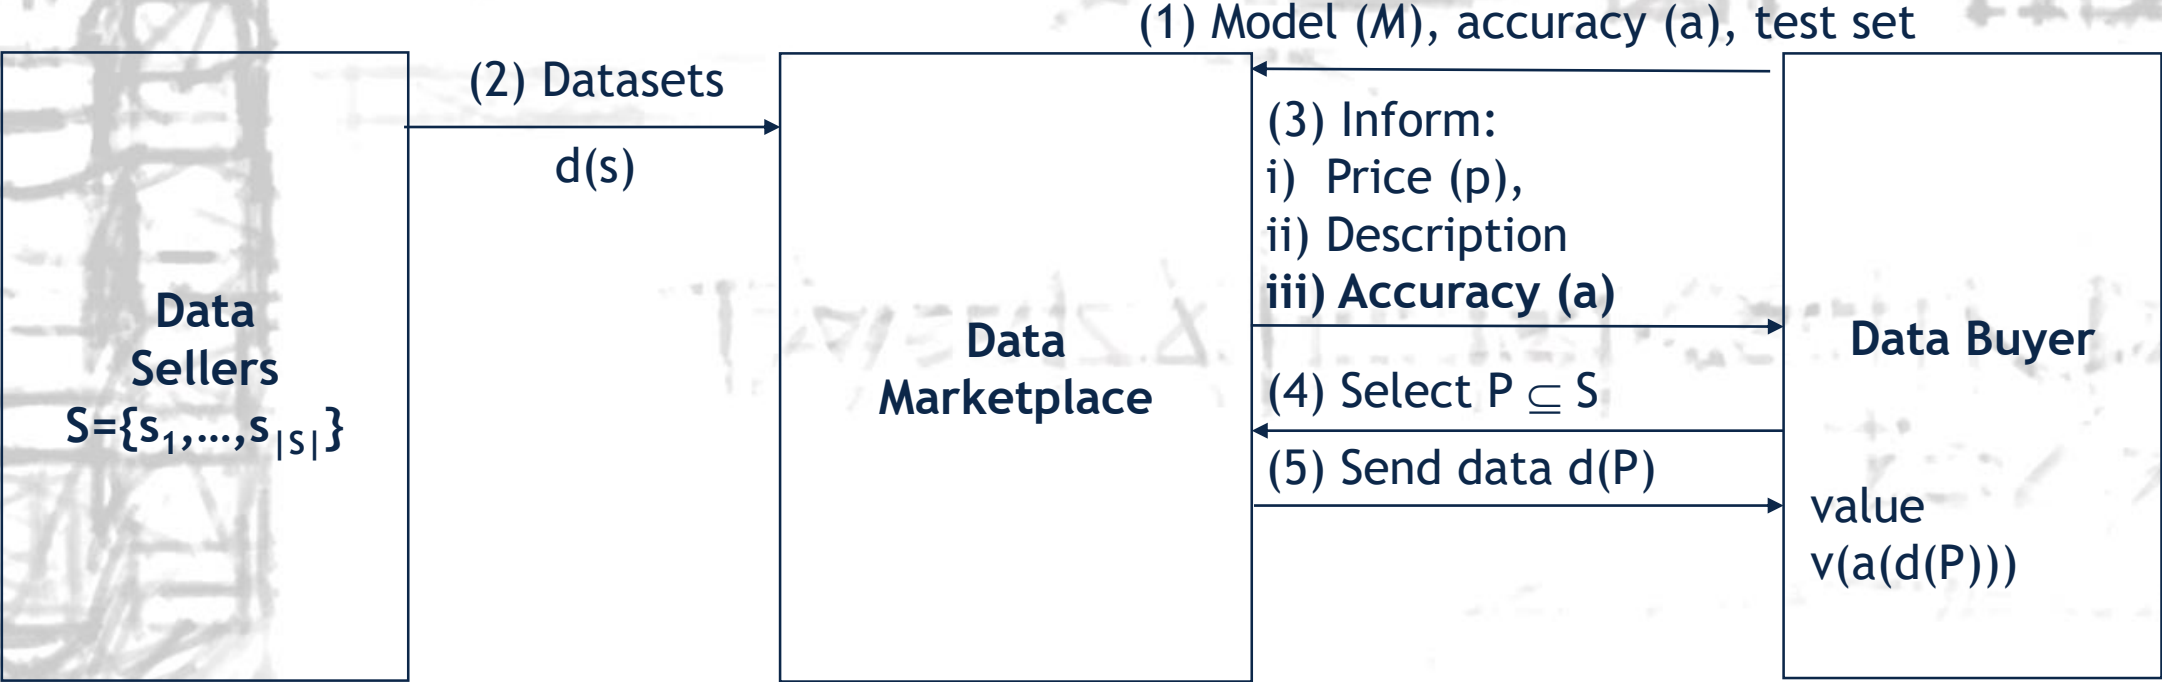 (1) Model (M), accuracy (a), test set
(2) Datasets
d(s)
Data
Sellers
S={s₁,…,s|S|}
Data
Marketplace
(3) Inform:
i) Price (p),
ii) Description
iii) Accuracy (a)
(4) Select P ⊆ S
(5) Send data d(P)
Data Buyer
value
v(a(d(P)))